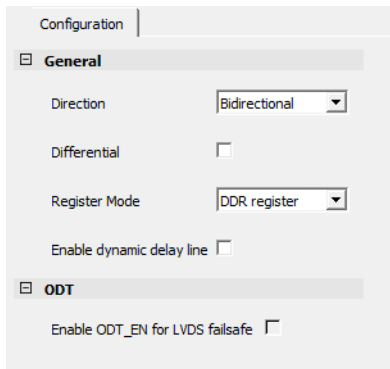 Configuration
General
Direction Bidirectional
Differential
Register Mode DDR register
Enable dynamic delay line
ODT
Enable ODT_EN for LVDS failsafe